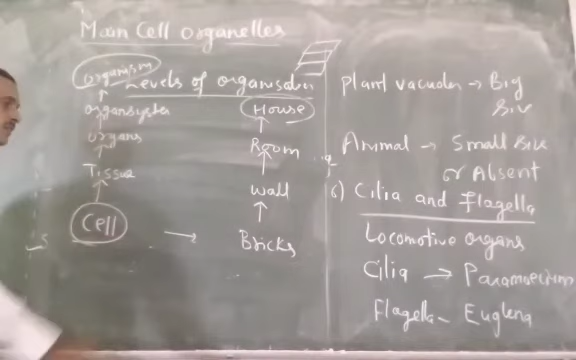 Main Cell organelles
Levels of organisation
Organism
House
organsystem
organs
Room
Tissue
wall
Cell → Bricks
Plant vacuoles → Big
Size
Animal → Small Size
or Absent
6) Cilia and Flagella
Locomotive organs
Cilia → Paramoecium
Flagella - Euglena